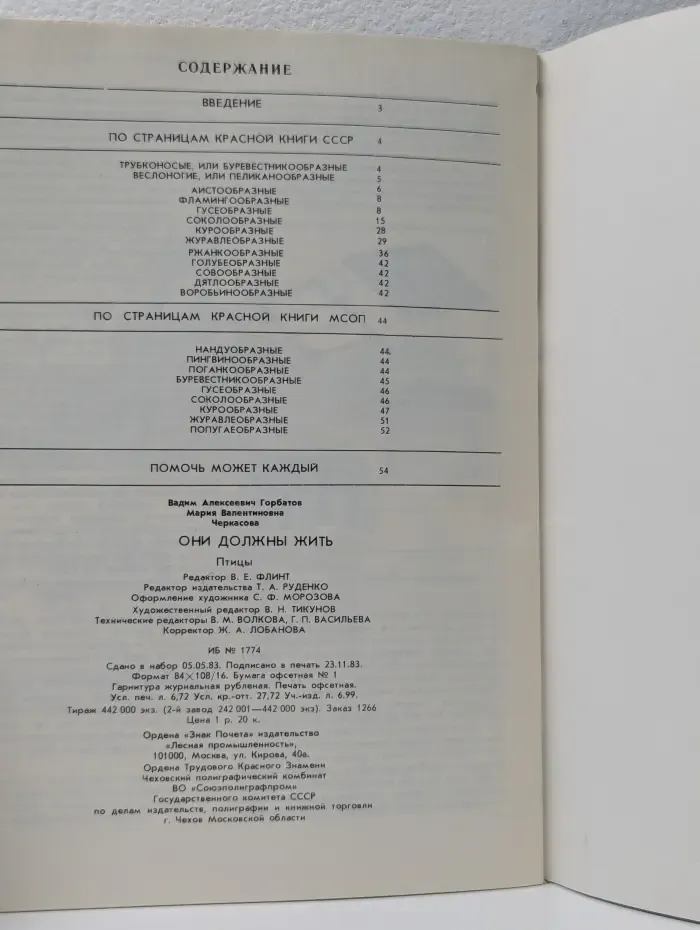 СОДЕРЖАНИЕ
ВВЕДЕНИЕ 3
ПО СТРАНИЦАМ КРАСНОЙ КНИГИ СССР 4
ТРУБКОНОСЫЕ, ИЛИ БУРЕВЕСТНИКООБРАЗНЫЕ 4
ВЕСЛОНОГИЕ, ИЛИ ПЕЛИКАНООБРАЗНЫЕ 5
АИСТООБРАЗНЫЕ 6
ФЛАМИНГООБРАЗНЫЕ 8
ГУСЕОБРАЗНЫЕ 8
СОКОЛООБРАЗНЫЕ 15
КУРООБРАЗНЫЕ 28
ЖУРАВЛЕОБРАЗНЫЕ 29
РЖАНКООБРАЗНЫЕ 36
ГОЛУБЕОБРАЗНЫЕ 42
СОВООБРАЗНЫЕ 42
ДЯТЛООБРАЗНЫЕ 42
ВОРОБЬИНООБРАЗНЫЕ 42
ПО СТРАНИЦАМ КРАСНОЙ КНИГИ МСОП 44
НАНДУОБРАЗНЫЕ 44
ПИНГВИНООБРАЗНЫЕ 44
ПОГАНКООБРАЗНЫЕ 44
БУРЕВЕСТНИКООБРАЗНЫЕ 45
ГУСЕОБРАЗНЫЕ 46
СОКОЛООБРАЗНЫЕ 46
КУРООБРАЗНЫЕ 47
ЖУРАВЛЕОБРАЗНЫЕ 51
ПОПУГАЕОБРАЗНЫЕ 52
ПОМОЧЬ МОЖЕТ КАЖДЫЙ 54
Вадим Алексеевич Горбатов
Мария Валентиновна
Черкасова
ОНИ ДОЛЖНЫ ЖИТЬ
Птицы
Редактор В. Е. ФЛИНТ
Редактор издательства Т. А. РУДЕНКО
Оформление художника С. Ф. МОРОЗОВА
Художественный редактор В. Н. ТИКУНОВ
Технические редакторы В. М. ВОЛКОВА, Г. П. ВАСИЛЬЕВА
Корректор Ж. А. ЛОБАНОВА
ИБ № 1774
Сдано в набор 05.05.83. Подписано в печать 23.11.83.
Формат 84×108/16. Бумага офсетная № 1
Гарнитура журнальная рубленая. Печать офсетная.
Усл. печ. л. 6,72 Усл. кр.-отт. 27,72 Уч.-изд. л. 6.99.
Тираж 442 000 экз. (2-й завод 242 001—442 000 экз). Заказ 1266
Цена 1 р. 20 к.
Ордена «Знак Почета» издательство
«Лесная промышленность»,
101000, Москва, ул. Кирова, 40а.
Ордена Трудового Красного Знамени
Чеховский полиграфический комбинат
ВО «Союзполиграфпром»
Государственного комитета СССР
по делам издательств, полиграфии и книжной торговли
г. Чехов Московской области